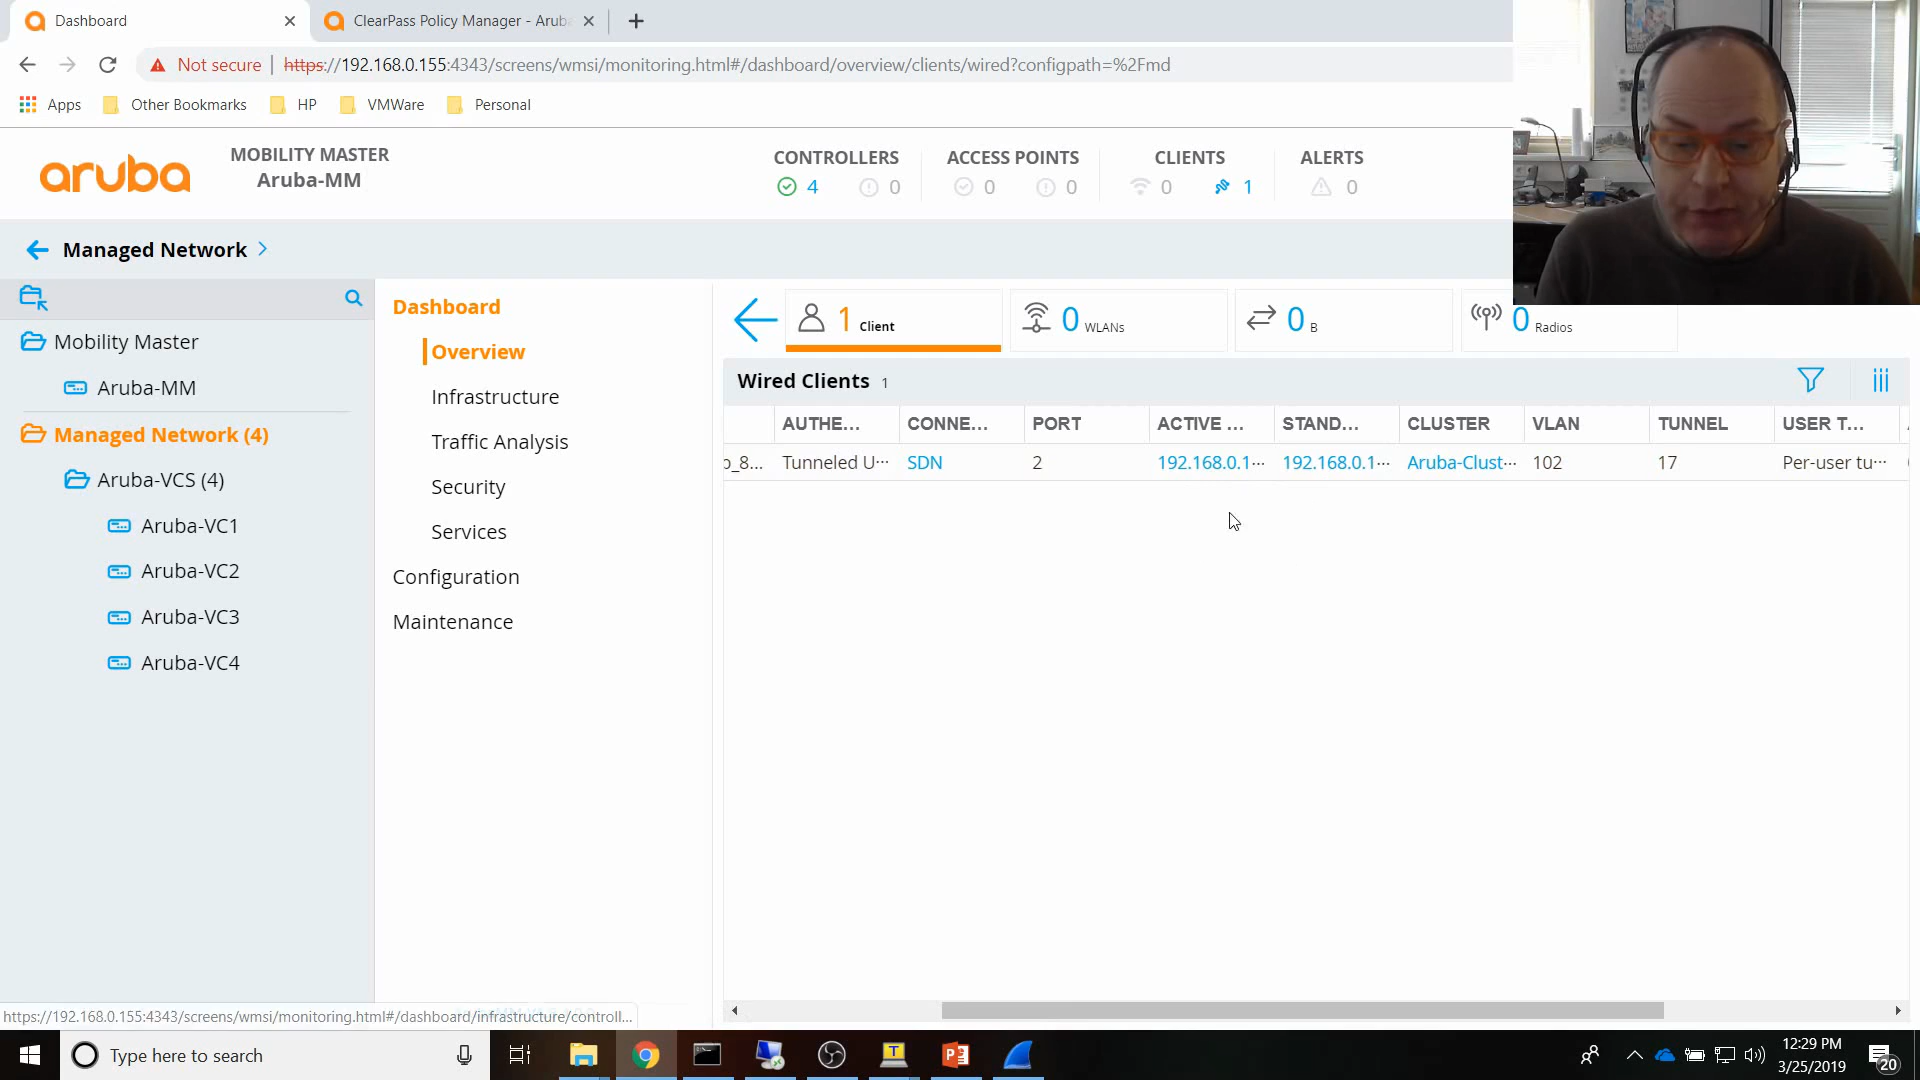 Dashboard
ClearPass Policy Manager - Arub
Not secure | https://192.168.0.155:4343/screens/wmsi/monitoring.html#/dashboard/overview/clients/wired?configpath=%2Fmd
Apps Other Bookmarks HP VMWare Personal
aruba
MOBILITY MASTER
Aruba-MM
CONTROLLERS ACCESS POINTS CLIENTS ALERTS
4 0 0 0 0 1 0
Managed Network
Mobility Master
Aruba-MM
Managed Network (4)
Aruba-VCS (4)
Aruba-VC1
Aruba-VC2
Aruba-VC3
Aruba-VC4
Dashboard
Overview
Infrastructure
Traffic Analysis
Security
Services
Configuration
Maintenance
1 Client 0 WLANs 0 B 0 Radios
Wired Clients 1
AUTHE... CONNE... PORT ACTIVE ... STAND... CLUSTER VLAN TUNNEL USER T...
_8... Tunneled U... SDN 2 192.168.0.1... 192.168.0.1... Aruba-Clust... 102 17 Per-user tu...
https://192.168.0.155:4343/screens/wmsi/monitoring.html#/dashboard/infrastructure/controll...
Type here to search
12:29 PM
3/25/2019
20